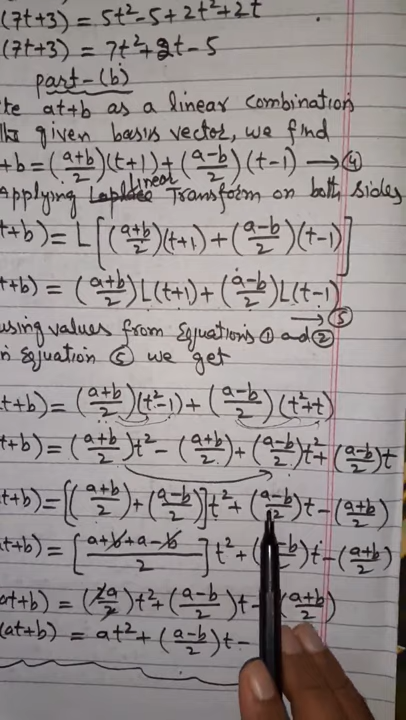 (7t+3) = 5t²-5+2t²+2t
(7t+3) = 7t²+2t-5
part-(b)
te at+b as a linear combination
given basis vector, we find
+b = (a+b/2)(t+1)+(a-b/2)(t-1) → ④
Applying linear Transform on both sides
t+b) = L[(a+b/2)(t+1)+(a-b/2)(t-1)]
t+b) = (a+b/2)L(t+1)+(a-b/2)L(t-1)
→ ⑤
using values from Equations ① and ②
n Equation ⑤ we get
t+b) = (a+b/2)(t²-1)+(a-b/2)(t²+t)
t+b) = (a+b/2)t²-(a+b/2)+(a-b/2)t²+(a-b/2)t
t+b) = [(a+b/2)+(a-b/2)]t²+(a-b/2)t-(a+b/2)
at+b) = [a+b+a-b/2]t²+(-b/2)t-(a+b/2)
at+b) = (2a/2)t²+(a-b/2)t-(a+b/2)
(at+b) = at²+(a-b/2)t-